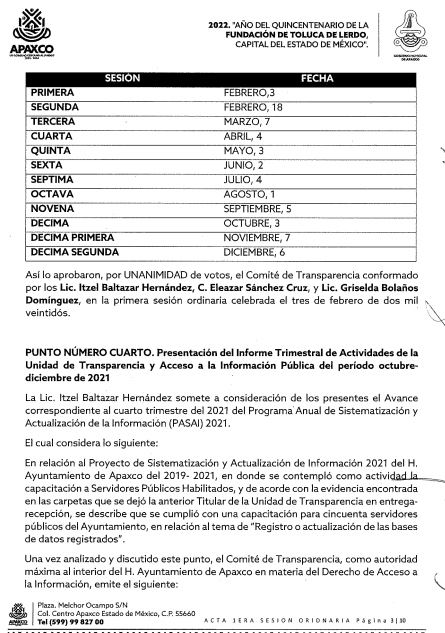 APAXCO
2022. "AÑO DEL QUINCENTENARIO DE LA
FUNDACIÓN DE TOLUCA DE LERDO,
CAPITAL DEL ESTADO DE MÉXICO".
GOBIERNO MUNICIPAL
DE APAXCO
SESIÓN FECHA
PRIMERA FEBRERO,3
SEGUNDA FEBRERO, 18
TERCERA MARZO, 7
CUARTA ABRIL, 4
QUINTA MAYO, 3
SEXTA JUNIO, 2
SEPTIMA JULIO, 4
OCTAVA AGOSTO, 1
NOVENA SEPTIEMBRE, 5
DECIMA OCTUBRE, 3
DECIMA PRIMERA NOVIEMBRE, 7
DECIMA SEGUNDA DICIEMBRE, 6
Así lo aprobaron, por UNANIMIDAD de votos, el Comité de Transparencia conformado
por los Lic. Itzel Baltazar Hernández, C. Eleazar Sánchez Cruz, y Lic. Griselda Bolaños
Domínguez, en la primera sesión ordinaria celebrada el tres de febrero de dos mil
veintidós.
PUNTO NÚMERO CUARTO. Presentación del Informe Trimestral de Actividades de la
Unidad de Transparencia y Acceso a la Información Pública del período octubre-
diciembre de 2021
La Lic. Itzel Baltazar Hernández somete a consideración de los presentes el Avance
correspondiente al cuarto trimestre del 2021 del Programa Anual de Sistematización y
Actualización de la Información (PASAI) 2021.
El cual considera lo siguiente:
En relación al Proyecto de Sistematización y Actualización de Información 2021 del H.
Ayuntamiento de Apaxco del 2019- 2021, en donde se contempló como actividad la
capacitación a Servidores Públicos Habilitados, y de acorde con la evidencia encontrada
en las carpetas que se dejó la anterior Titular de la Unidad de Transparencia en entrega-
recepción, se describe que se cumplió con una capacitación para cincuenta servidores
públicos del Ayuntamiento, en relación al tema de "Registro o actualización de las bases
de datos registrados".
Una vez analizado y discutido este punto, el Comité de Transparencia, como autoridad
máxima al interior del H. Ayuntamiento de Apaxco en materia del Derecho de Acceso a
la Información, emite el siguiente:
APAXCO
Plaza. Melchor Ocampo S/N
Col. Centro Apaxco Estado de México, C.P. 55660
Tel (599) 99 827 00
ACTA 1ERA SESION ORIONARIA Página 3|10